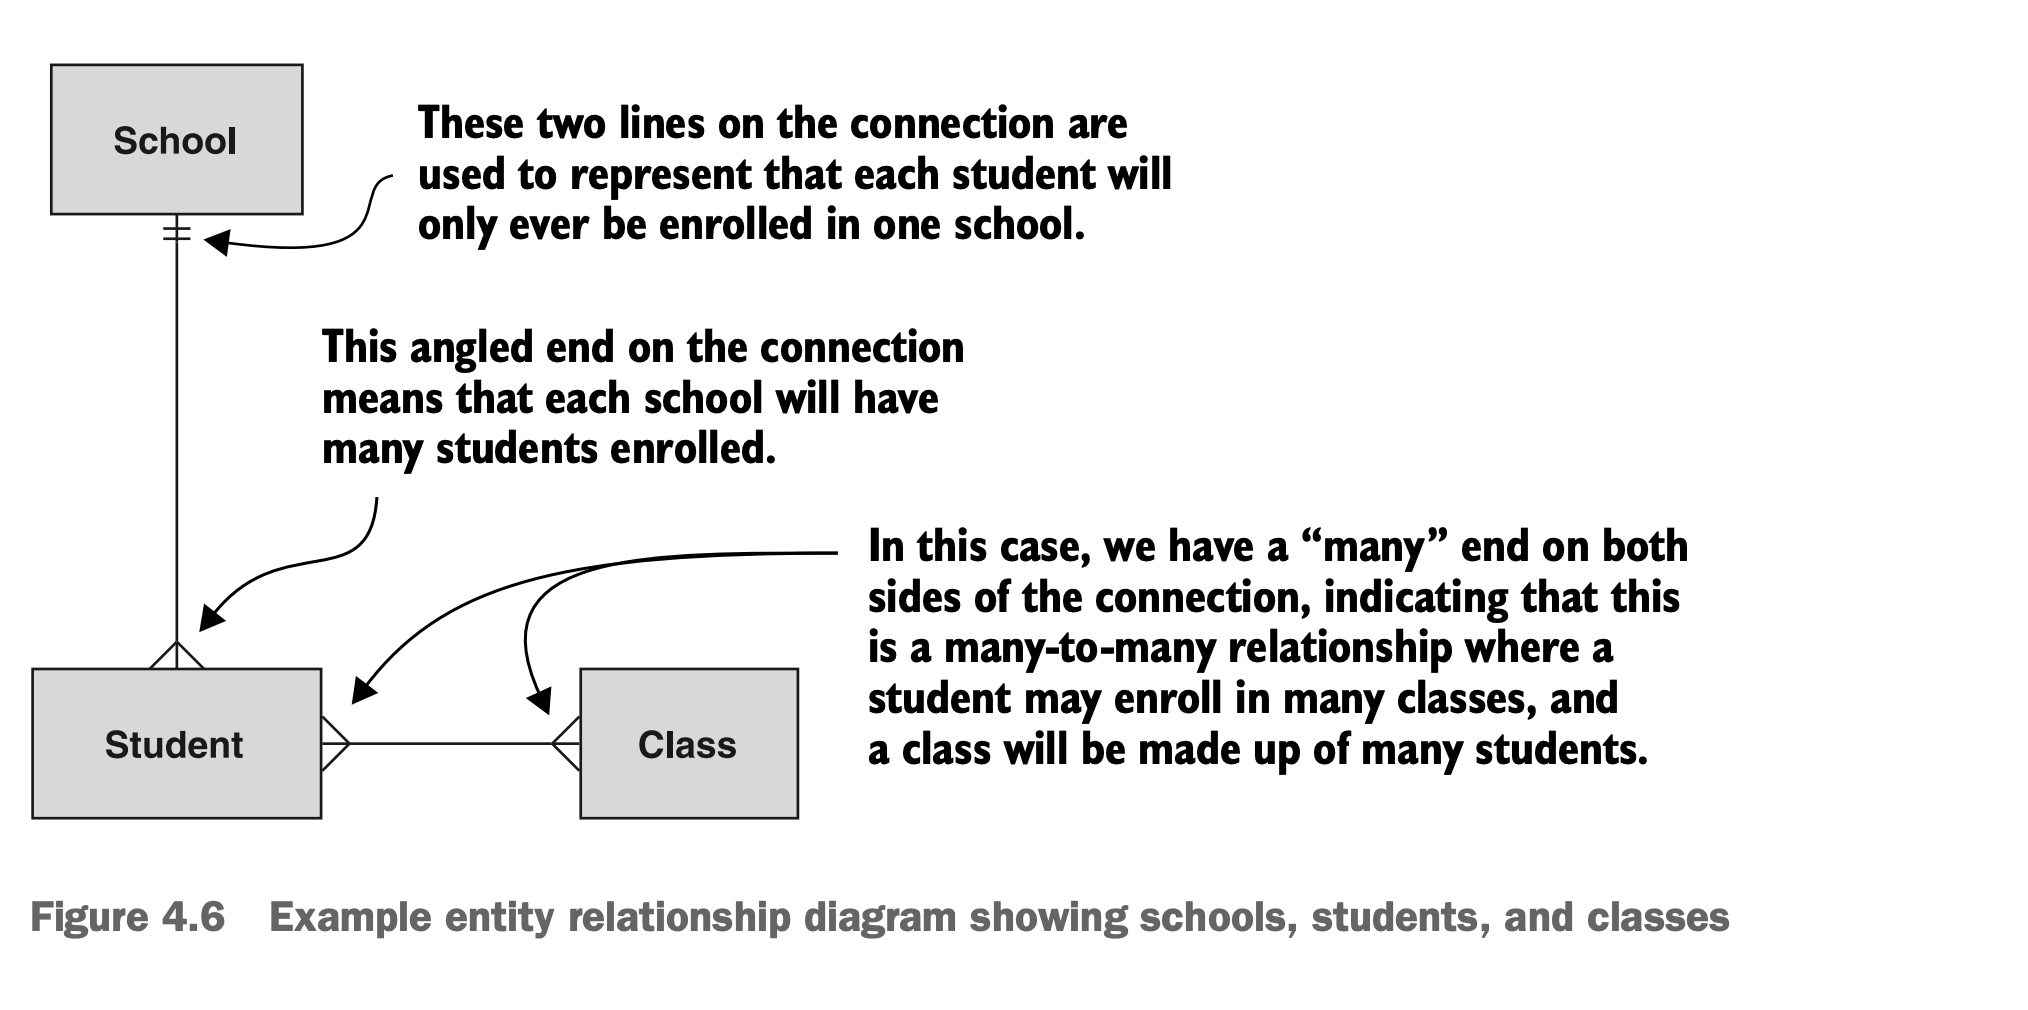 School
These two lines on the connection are
used to represent that each student will
only ever be enrolled in one school.
This angled end on the connection
means that each school will have
many students enrolled.
In this case, we have a “many” end on both
sides of the connection, indicating that this
is a many-to-many relationship where a
student may enroll in many classes, and
a class will be made up of many students.
Student
Class
Figure 4.6 Example entity relationship diagram showing schools, students, and classes